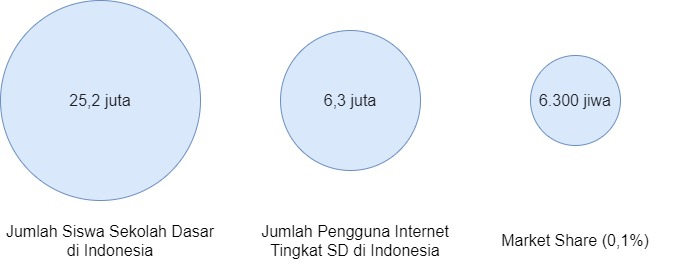 25,2 juta
6,3 juta
6.300 jiwa
Jumlah Siswa Sekolah Dasar
di Indonesia
Jumlah Pengguna Internet
Tingkat SD di Indonesia
Market Share (0,1%)